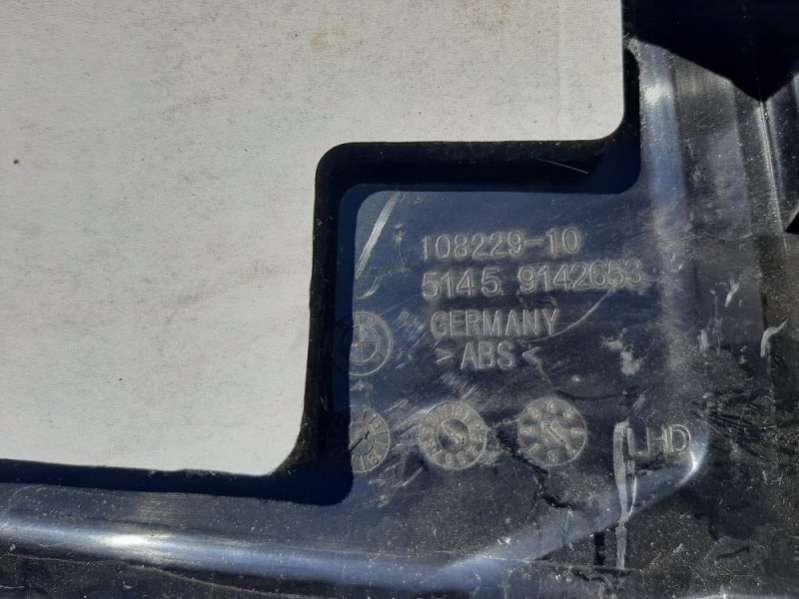 108229-10
5145 9142653
GERMANY
>ABS<
LHD